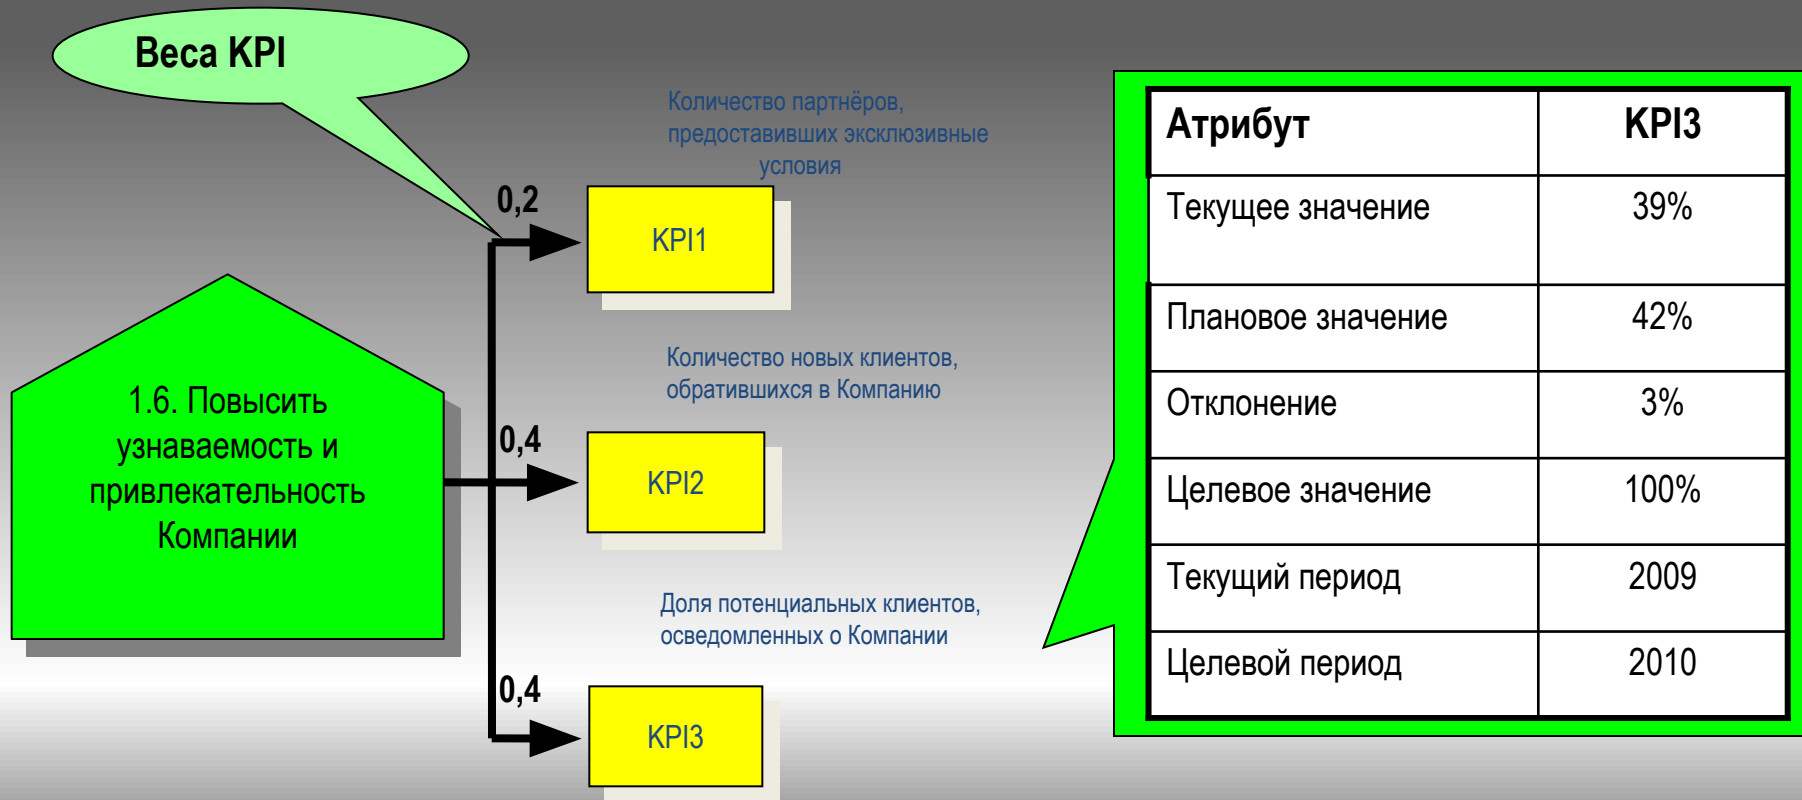 Веса KPI
Количество партнёров,
предоставивших эксклюзивные
условия
0,2
KPI1
Количество новых клиентов,
обратившихся в Компанию
1.6. Повысить
узнаваемость и
привлекательность
Компании
0,4
KPI2
Доля потенциальных клиентов,
осведомленных о Компании
0,4
KPI3
Атрибут KPI3
Текущее значение 39%
Плановое значение 42%
Отклонение 3%
Целевое значение 100%
Текущий период 2009
Целевой период 2010